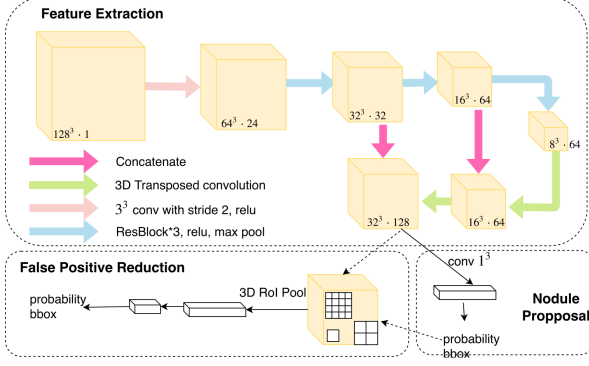 Feature Extraction
128³ · 1
64³ · 24
32³ · 32
16³ · 64
8³ · 64
Concatenate
3D Transposed convolution
3³ conv with stride 2, relu
ResBlock*3, relu, max pool
32³ · 128
16³ · 64
False Positive Reduction
3D RoI Pool
probability
bbox
conv 1³
Nodule
Propposal
probability
bbox